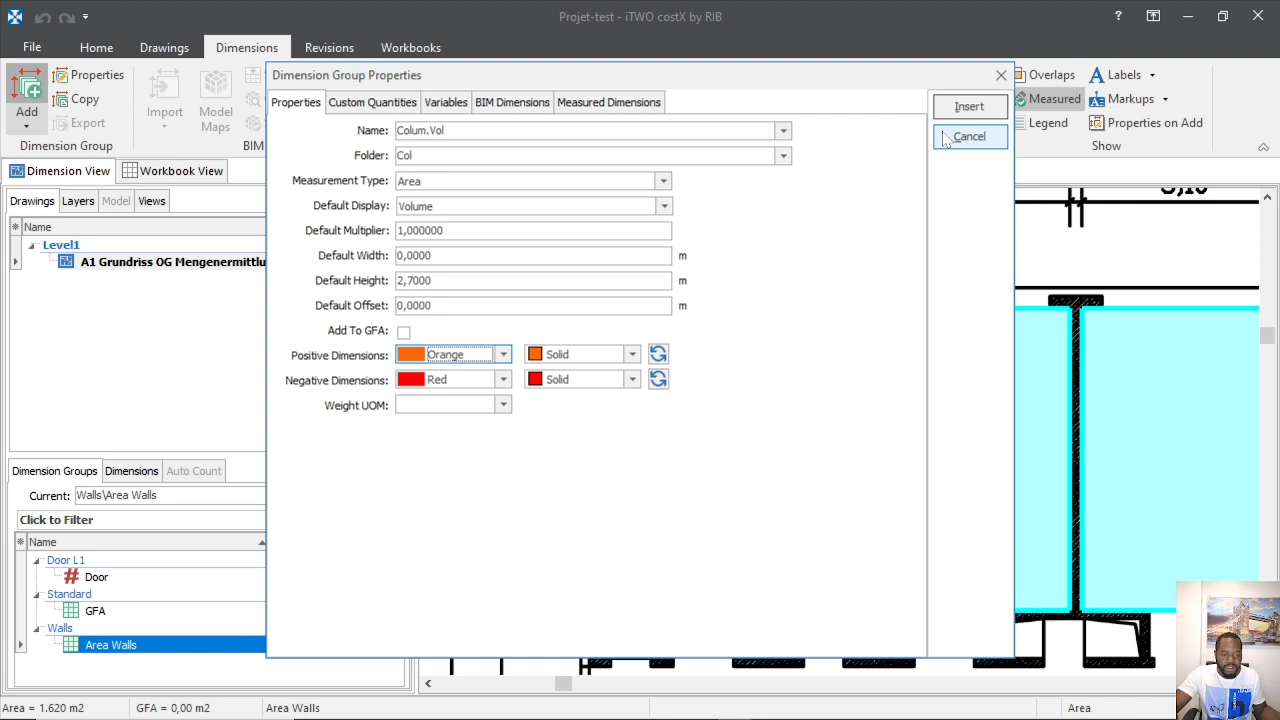 Projet-test - iTWO costX by RIB
File Home Drawings Dimensions Revisions Workbooks
Add
Properties
Copy
Export
Dimension Group
Import
Model Maps
BIM
Overlaps
Measured
Legend
Labels
Markups
Properties on Add
Show
Dimension View Workbook View
Drawings Layers Model Views
Name
Level1
A1 Grundriss OG Mengenermittlu
Dimension Groups Dimensions Auto Count
Current: Walls\Area Walls
Click to Filter
Name
Door L1
# Door
Standard
GFA
Walls
Area Walls
Dimension Group Properties
Properties Custom Quantities Variables BIM Dimensions Measured Dimensions
Name: Colum.Vol
Folder: Col
Measurement Type: Area
Default Display: Volume
Default Multiplier: 1,000000
Default Width: 0,0000 m
Default Height: 2,7000 m
Default Offset: 0,0000 m
Add To GFA:
Positive Dimensions: Orange Solid
Negative Dimensions: Red Solid
Weight UOM:
Insert
Cancel
Area = 1.620 m2 GFA = 0,00 m2 Area Walls Area